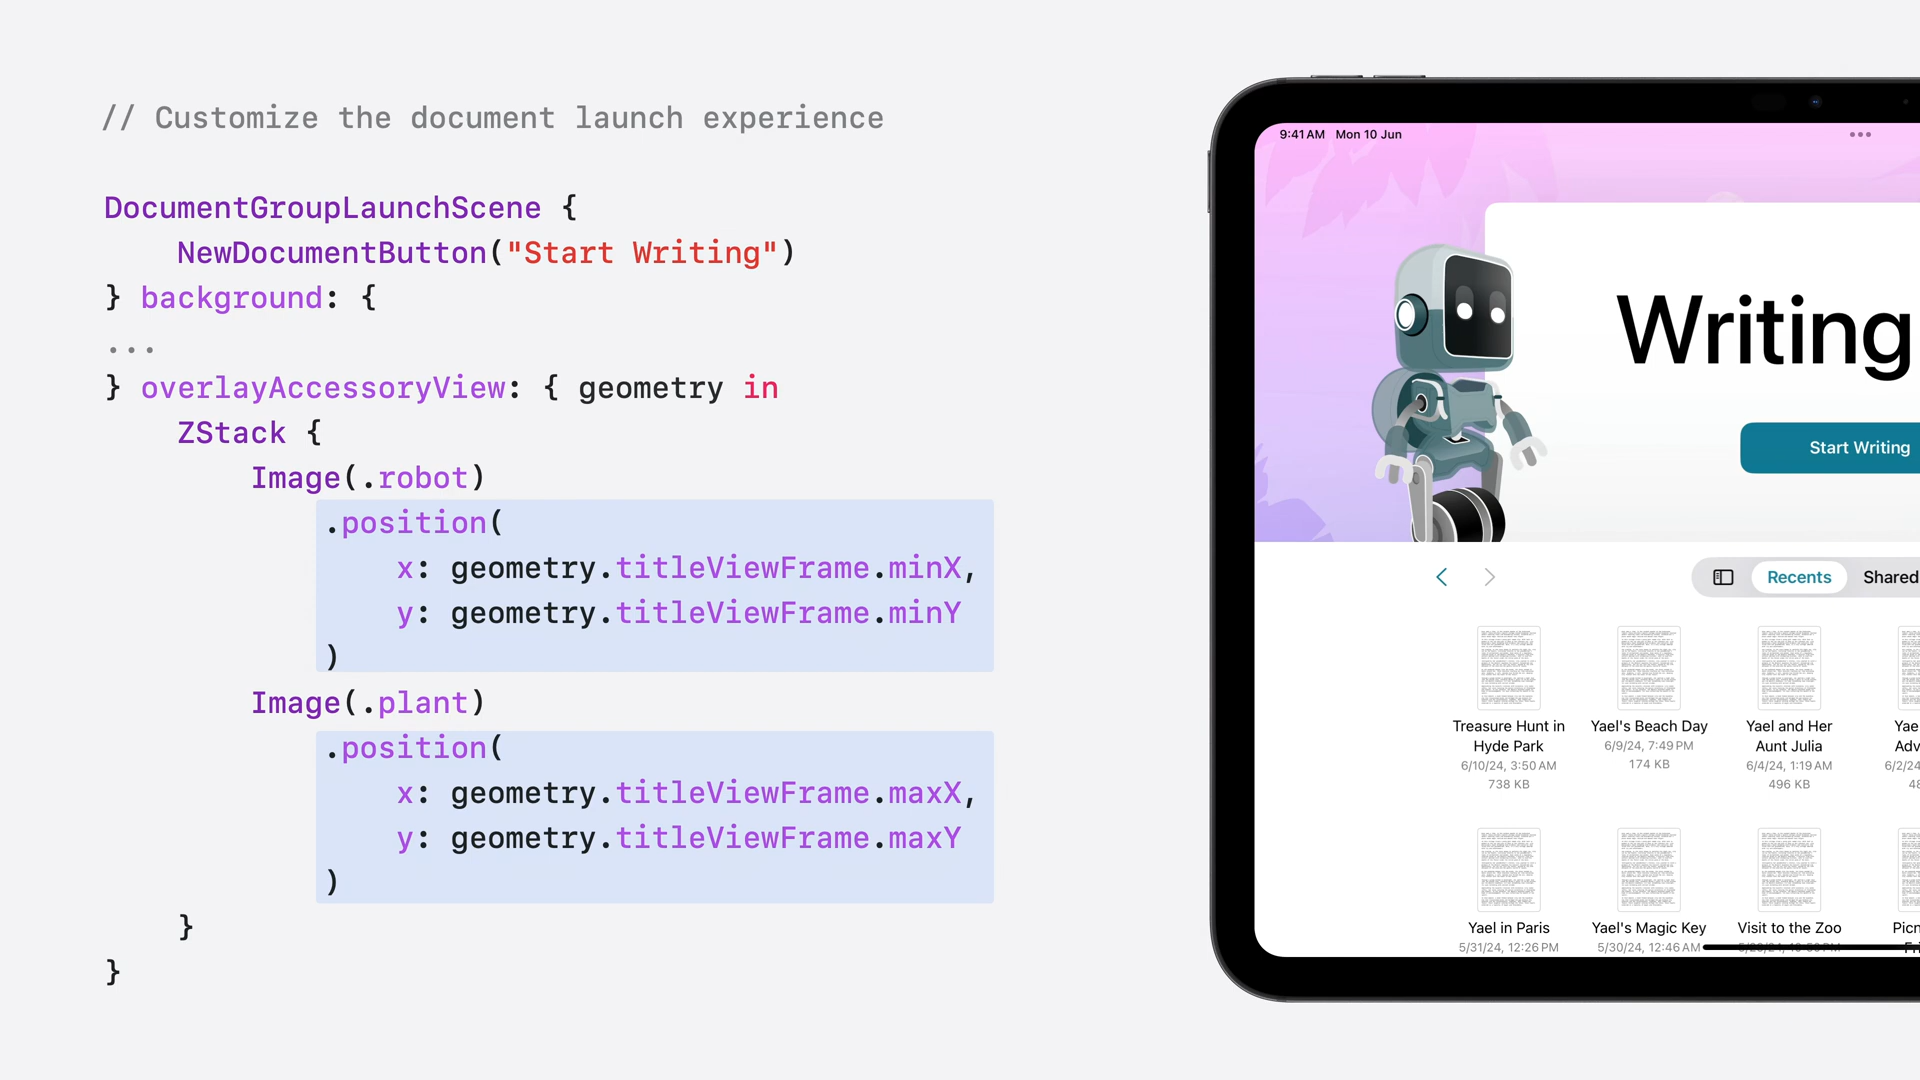 // Customize the document launch experience
DocumentGroupLaunchScene {
NewDocumentButton("Start Writing")
} background: {
...
} overlayAccessoryView: { geometry in
ZStack {
Image(.robot)
.position(
x: geometry.titleViewFrame.minX,
y: geometry.titleViewFrame.minY
)
Image(.plant)
.position(
x: geometry.titleViewFrame.maxX,
y: geometry.titleViewFrame.maxY
)
}
}
9:41 AM Mon 10 Jun
Writing
Start Writing
Recents Shared
Treasure Hunt in
Hyde Park
6/10/24, 3:50 AM
738 KB
Yael's Beach Day
6/9/24, 7:49 PM
174 KB
Yael and Her
Aunt Julia
6/4/24, 1:19 AM
496 KB
Yael in Paris
5/31/24, 12:26 PM
Yael's Magic Key
5/30/24, 12:46 AM
Visit to the Zoo